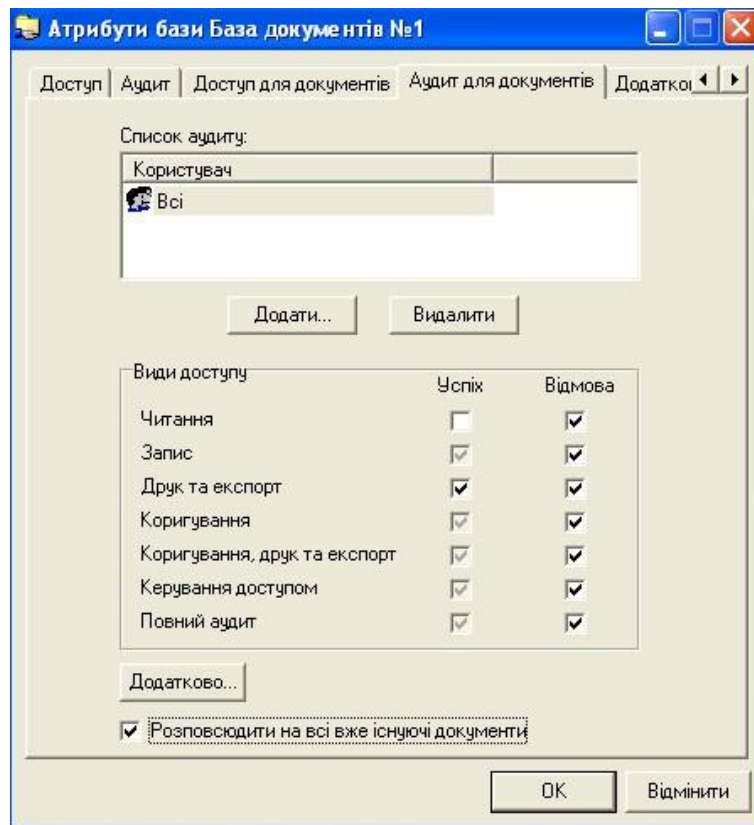 Атрибути бази База документів №1
Доступ Аудит Доступ для документів Аудит для документів Додатков
Список аудиту:
Користувач
Всі
Додати... Видалити
Види доступу
Успіх Відмова
Читання
Запис
Друк та експорт
Коригування
Коригування, друк та експорт
Керування доступом
Повний аудит
Додатково...
Розповсюдити на всі вже існуючі документи
OK Відмінити